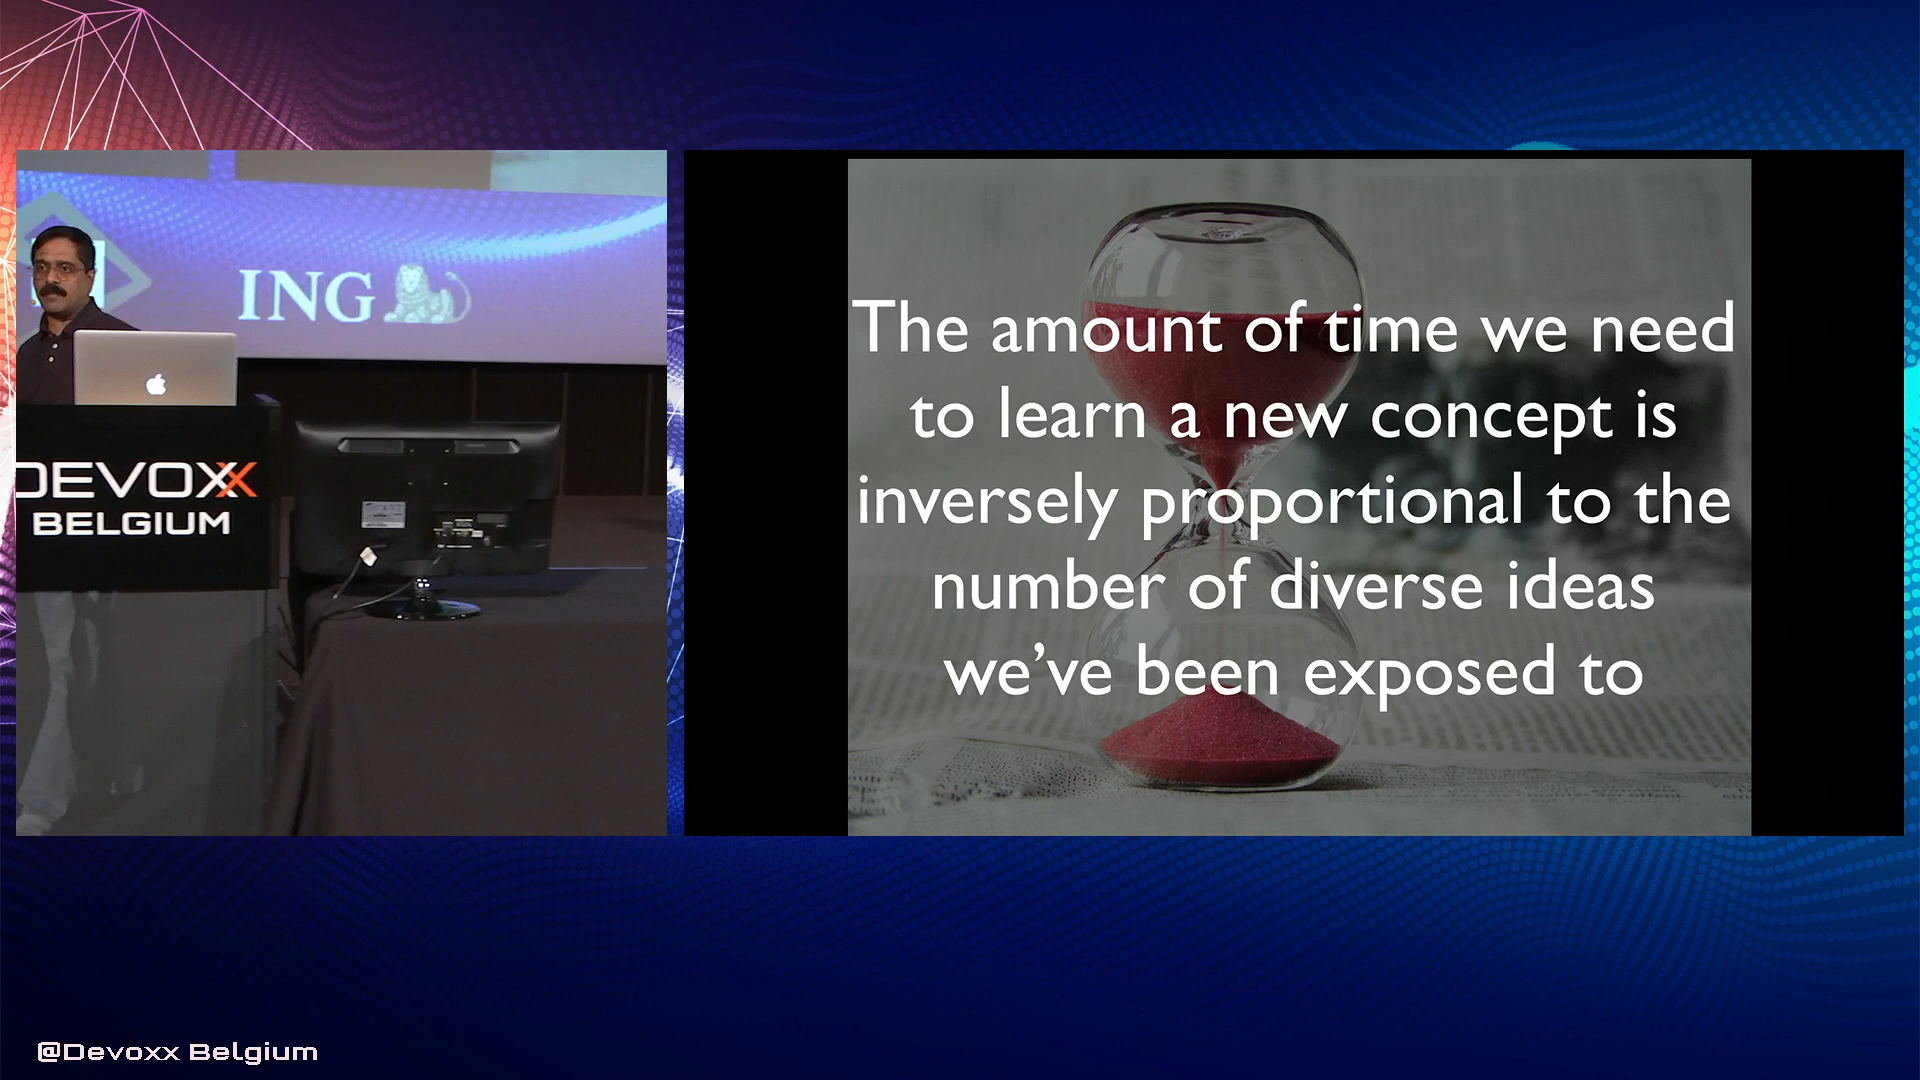 ING
DEVOXX
BELGIUM
The amount of time we need
to learn a new concept is
inversely proportional to the
number of diverse ideas
we’ve been exposed to
@Devoxx Belgium